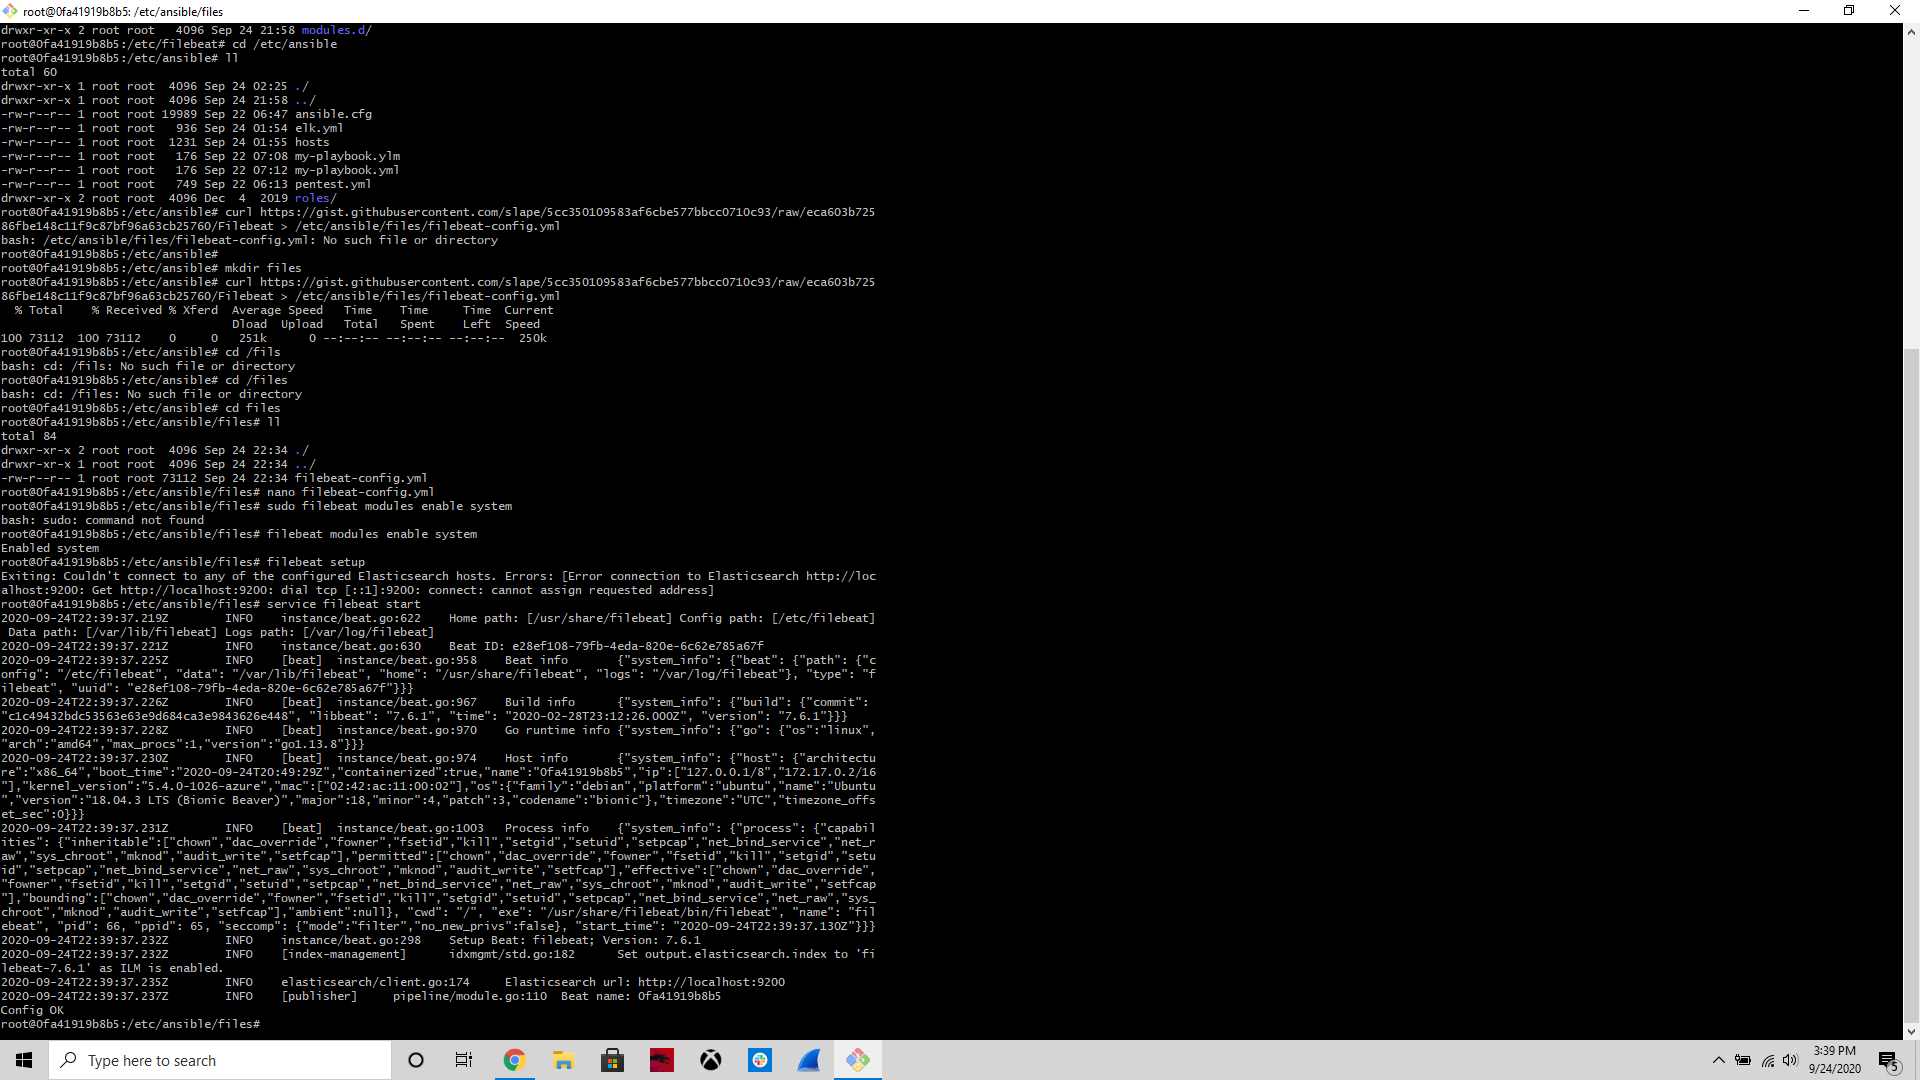 root@0fa41919b8b5: /etc/ansible/files
drwxr-xr-x 2 root root   4096 Sep 24 21:58 modules.d/
root@0fa41919b8b5:/etc/filebeat# cd /etc/ansible
root@0fa41919b8b5:/etc/ansible# ll
total 60
drwxr-xr-x 1 root root  4096 Sep 24 02:25 ./
drwxr-xr-x 1 root root  4096 Sep 24 21:58 ../
-rw-r--r-- 1 root root 19989 Sep 22 06:47 ansible.cfg
-rw-r--r-- 1 root root   936 Sep 24 01:54 elk.yml
-rw-r--r-- 1 root root  1231 Sep 24 01:55 hosts
-rw-r--r-- 1 root root   176 Sep 22 07:08 my-playbook.ylm
-rw-r--r-- 1 root root   176 Sep 22 07:12 my-playbook.yml
-rw-r--r-- 1 root root   749 Sep 22 06:13 pentest.yml
drwxr-xr-x 2 root root  4096 Dec  4  2019 roles/
root@0fa41919b8b5:/etc/ansible# curl https://gist.githubusercontent.com/slape/5cc350109583af6cbe577bbcc0710c93/raw/eca603b725
86fbe148c11f9c87bf96a63cb25760/Filebeat > /etc/ansible/files/filebeat-config.yml
bash: /etc/ansible/files/filebeat-config.yml: No such file or directory
root@0fa41919b8b5:/etc/ansible#
root@0fa41919b8b5:/etc/ansible# mkdir files
root@0fa41919b8b5:/etc/ansible# curl https://gist.githubusercontent.com/slape/5cc350109583af6cbe577bbcc0710c93/raw/eca603b725
86fbe148c11f9c87bf96a63cb25760/Filebeat > /etc/ansible/files/filebeat-config.yml
  % Total    % Received % Xferd  Average Speed   Time    Time     Time  Current
                                 Dload  Upload   Total   Spent    Left  Speed
100 73112  100 73112    0     0   251k      0 --:--:-- --:--:-- --:--:--  250k
root@0fa41919b8b5:/etc/ansible# cd /fils
bash: cd: /fils: No such file or directory
root@0fa41919b8b5:/etc/ansible# cd /files
bash: cd: /files: No such file or directory
root@0fa41919b8b5:/etc/ansible# cd files
root@0fa41919b8b5:/etc/ansible/files# ll
total 84
drwxr-xr-x 2 root root  4096 Sep 24 22:34 ./
drwxr-xr-x 1 root root  4096 Sep 24 22:34 ../
-rw-r--r-- 1 root root 73112 Sep 24 22:34 filebeat-config.yml
root@0fa41919b8b5:/etc/ansible/files# nano filebeat-config.yml
root@0fa41919b8b5:/etc/ansible/files# sudo filebeat modules enable system
bash: sudo: command not found
root@0fa41919b8b5:/etc/ansible/files# filebeat modules enable system
Enabled system
root@0fa41919b8b5:/etc/ansible/files# filebeat setup
Exiting: Couldn't connect to any of the configured Elasticsearch hosts. Errors: [Error connection to Elasticsearch http://loc
alhost:9200: Get http://localhost:9200: dial tcp [::1]:9200: connect: cannot assign requested address]
root@0fa41919b8b5:/etc/ansible/files# service filebeat start
2020-09-24T22:39:37.219Z        INFO    instance/beat.go:622    Home path: [/usr/share/filebeat] Config path: [/etc/filebeat]
 Data path: [/var/lib/filebeat] Logs path: [/var/log/filebeat]
2020-09-24T22:39:37.221Z        INFO    instance/beat.go:630    Beat ID: e28ef108-79fb-4eda-820e-6c62e785a67f
2020-09-24T22:39:37.225Z        INFO    [beat]  instance/beat.go:958    Beat info       {"system_info": {"beat": {"path": {"c
onfig": "/etc/filebeat", "data": "/var/lib/filebeat", "home": "/usr/share/filebeat", "logs": "/var/log/filebeat"}, "type": "f
ilebeat", "uuid": "e28ef108-79fb-4eda-820e-6c62e785a67f"}}}
2020-09-24T22:39:37.226Z        INFO    [beat]  instance/beat.go:967    Build info      {"system_info": {"build": {"commit":
"c1c49432bdc53563e63e9d684ca3e9843626e448", "libbeat": "7.6.1", "time": "2020-02-28T23:12:26.000Z", "version": "7.6.1"}}}
2020-09-24T22:39:37.228Z        INFO    [beat]  instance/beat.go:970    Go runtime info {"system_info": {"go": {"os":"linux",
"arch":"amd64","max_procs":1,"version":"go1.13.8"}}}
2020-09-24T22:39:37.230Z        INFO    [beat]  instance/beat.go:974    Host info       {"system_info": {"host": {"architectu
re":"x86_64","boot_time":"2020-09-24T20:49:29Z","containerized":true,"name":"0fa41919b8b5","ip":["127.0.0.1/8","172.17.0.2/16
"],"kernel_version":"5.4.0-1026-azure","mac":["02:42:ac:11:00:02"],"os":{"family":"debian","platform":"ubuntu","name":"Ubuntu
","version":"18.04.3 LTS (Bionic Beaver)","major":18,"minor":4,"patch":3,"codename":"bionic"},"timezone":"UTC","timezone_offs
et_sec":0}}}
2020-09-24T22:39:37.231Z        INFO    [beat]  instance/beat.go:1003   Process info    {"system_info": {"process": {"capabil
ities": {"inheritable":["chown","dac_override","fowner","fsetid","kill","setgid","setuid","setpcap","net_bind_service","net_r
aw","sys_chroot","mknod","audit_write","setfcap"],"permitted":["chown","dac_override","fowner","fsetid","kill","setgid","setu
id","setpcap","net_bind_service","net_raw","sys_chroot","mknod","audit_write","setfcap"],"effective":["chown","dac_override",
"fowner","fsetid","kill","setgid","setuid","setpcap","net_bind_service","net_raw","sys_chroot","mknod","audit_write","setfcap
"],"bounding":["chown","dac_override","fowner","fsetid","kill","setgid","setuid","setpcap","net_bind_service","net_raw","sys_
chroot","mknod","audit_write","setfcap"],"ambient":null}, "cwd": "/", "exe": "/usr/share/filebeat/bin/filebeat", "name": "fil
ebeat", "pid": 66, "ppid": 65, "seccomp": {"mode":"filter","no_new_privs":false}, "start_time": "2020-09-24T22:39:37.130Z"}}}
2020-09-24T22:39:37.232Z        INFO    instance/beat.go:298    Setup Beat: filebeat; Version: 7.6.1
2020-09-24T22:39:37.232Z        INFO    [index-management]      idxmgmt/std.go:182      Set output.elasticsearch.index to 'fi
lebeat-7.6.1' as ILM is enabled.
2020-09-24T22:39:37.235Z        INFO    elasticsearch/client.go:174     Elasticsearch url: http://localhost:9200
2020-09-24T22:39:37.237Z        INFO    [publisher]     pipeline/module.go:110  Beat name: 0fa41919b8b5
Config OK
root@0fa41919b8b5:/etc/ansible/files#
Type here to search
3:39 PM
9/24/2020
5